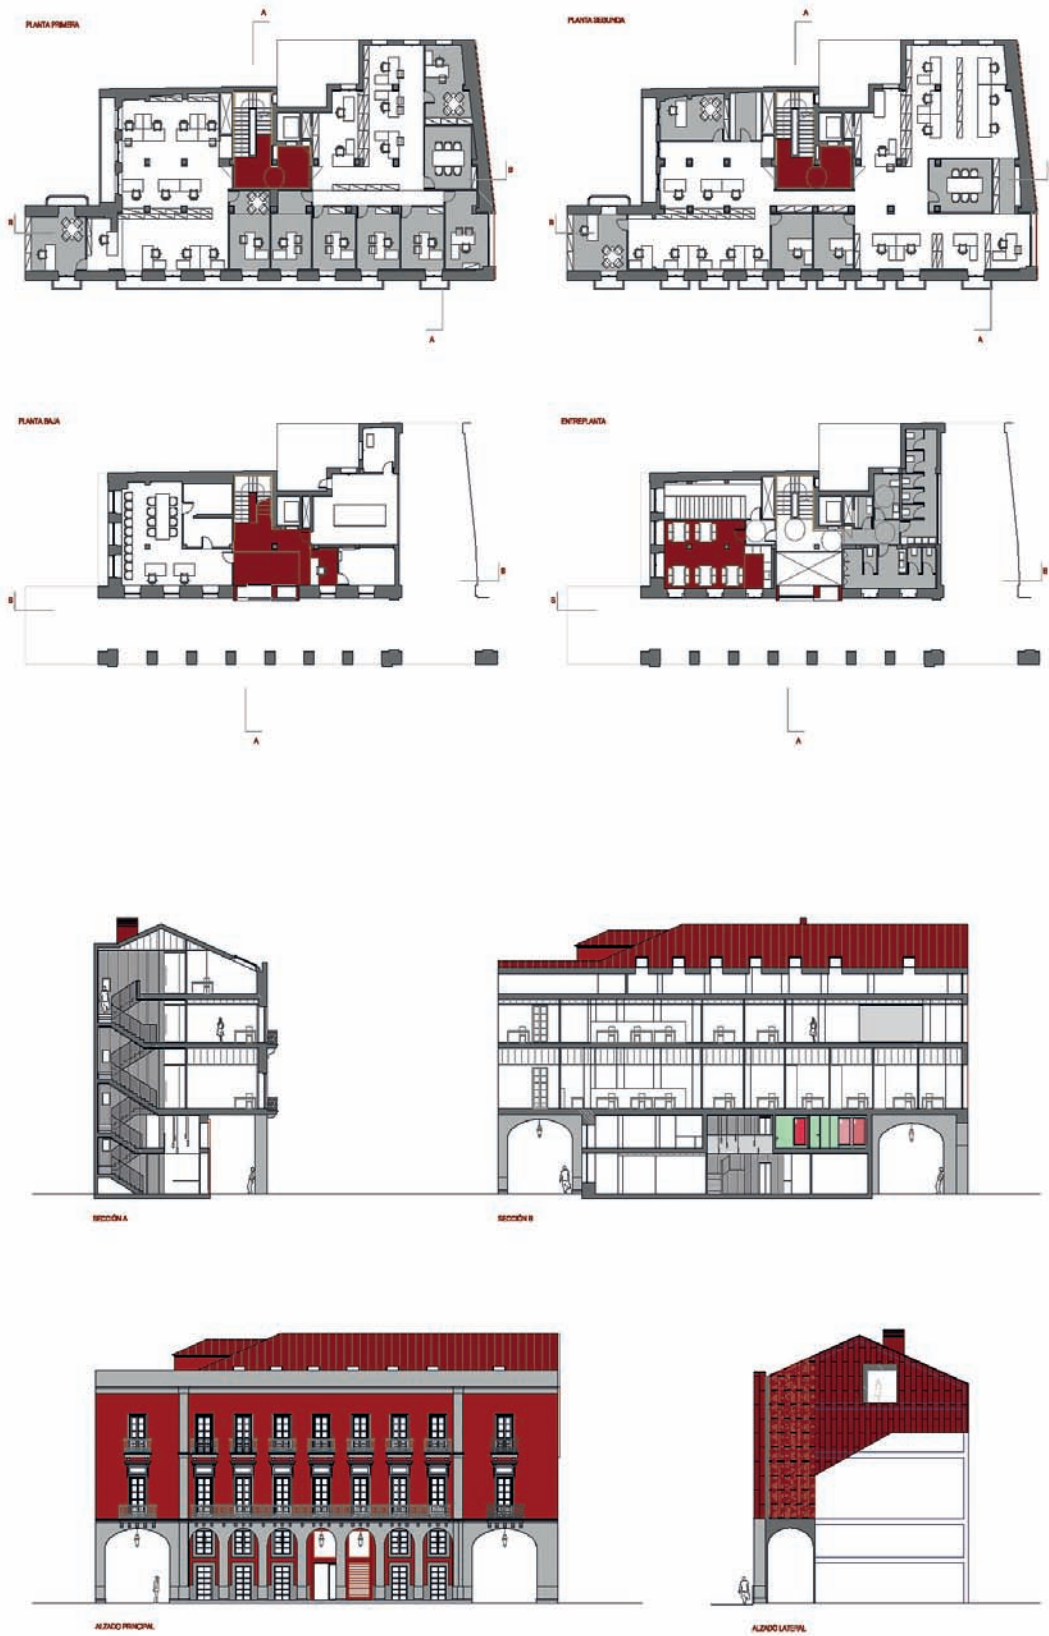 PLANTA PRIMERA
A
B
B
A
PLANTA SEGUNDA
A
B
B
A
PLANTA BAJA
B
B
A
ENTREPLANTA
B
B
A
SECCIÓN A
SECCIÓN B
ALZADO PRINCIPAL
ALZADO LATERAL